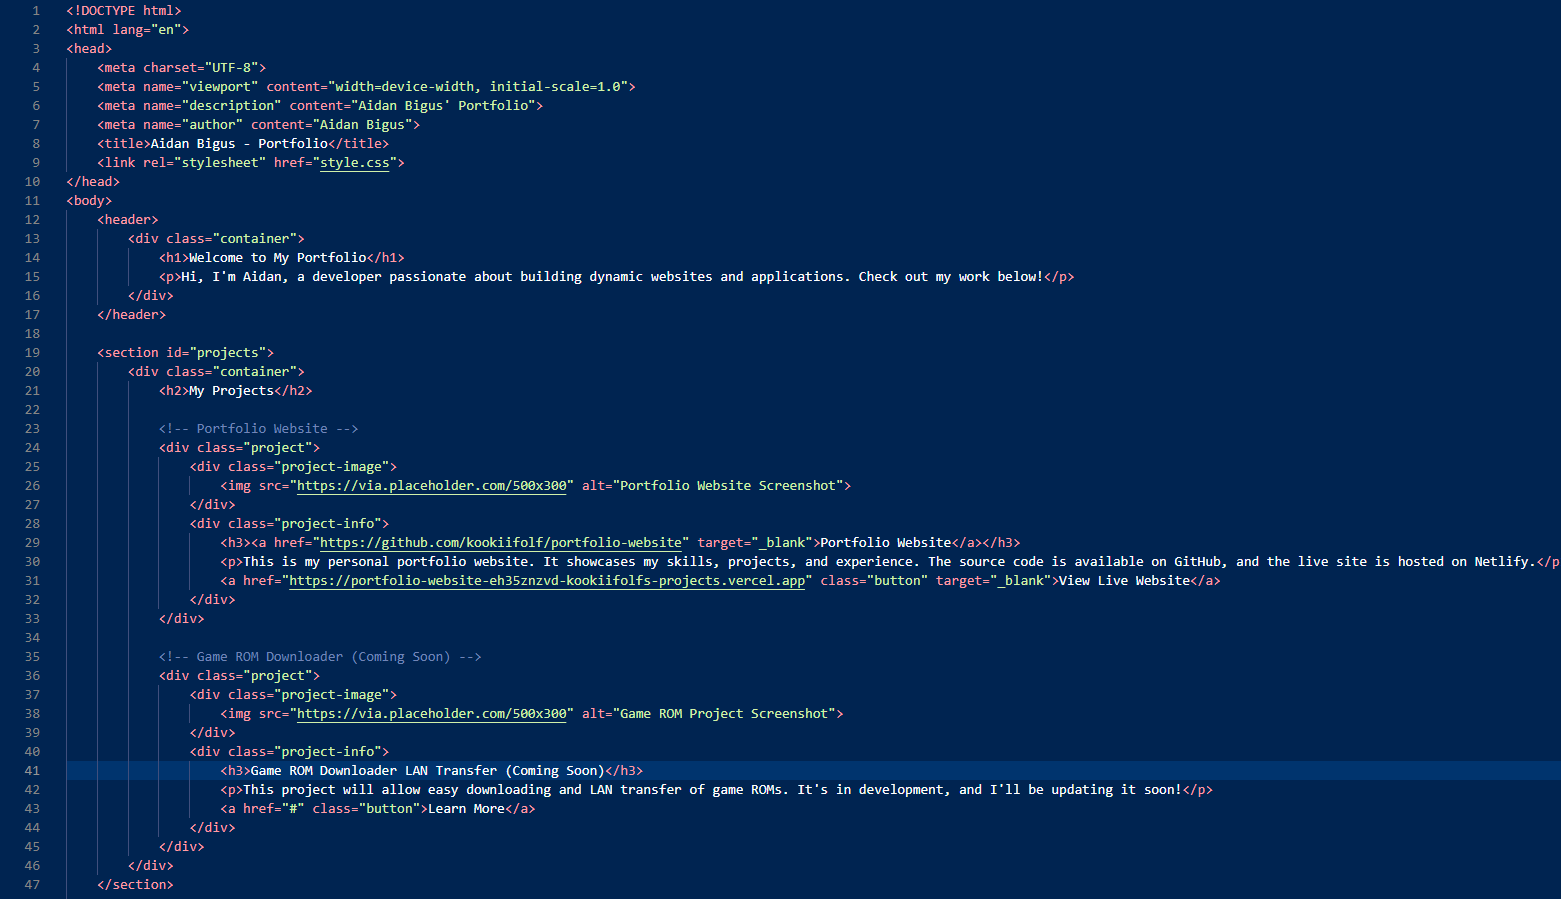 1 <!DOCTYPE html>
2 <html lang="en">
3 <head>
4     <meta charset="UTF-8">
5     <meta name="viewport" content="width=device-width, initial-scale=1.0">
6     <meta name="description" content="Aidan Bigus' Portfolio">
7     <meta name="author" content="Aidan Bigus">
8     <title>Aidan Bigus - Portfolio</title>
9     <link rel="stylesheet" href="style.css">
10 </head>
11 <body>
12     <header>
13         <div class="container">
14             <h1>Welcome to My Portfolio</h1>
15             <p>Hi, I'm Aidan, a developer passionate about building dynamic websites and applications. Check out my work below!</p>
16         </div>
17     </header>
18
19     <section id="projects">
20         <div class="container">
21             <h2>My Projects</h2>
22
23             <!-- Portfolio Website -->
24             <div class="project">
25                 <div class="project-image">
26                     <img src="https://via.placeholder.com/500x300" alt="Portfolio Website Screenshot">
27                 </div>
28                 <div class="project-info">
29                     <h3><a href="https://github.com/kookiifolf/portfolio-website" target="_blank">Portfolio Website</a></h3>
30                     <p>This is my personal portfolio website. It showcases my skills, projects, and experience. The source code is available on GitHub, and the live site is hosted on Netlify.</p
31                     <a href="https://portfolio-website-eh35znzvd-kookiifolfs-projects.vercel.app" class="button" target="_blank">View Live Website</a>
32                 </div>
33             </div>
34
35             <!-- Game ROM Downloader (Coming Soon) -->
36             <div class="project">
37                 <div class="project-image">
38                     <img src="https://via.placeholder.com/500x300" alt="Game ROM Project Screenshot">
39                 </div>
40                 <div class="project-info">
41                     <h3>Game ROM Downloader LAN Transfer (Coming Soon)</h3>
42                     <p>This project will allow easy downloading and LAN transfer of game ROMs. It's in development, and I'll be updating it soon!</p>
43                     <a href="#" class="button">Learn More</a>
44                 </div>
45             </div>
46         </div>
47     </section>